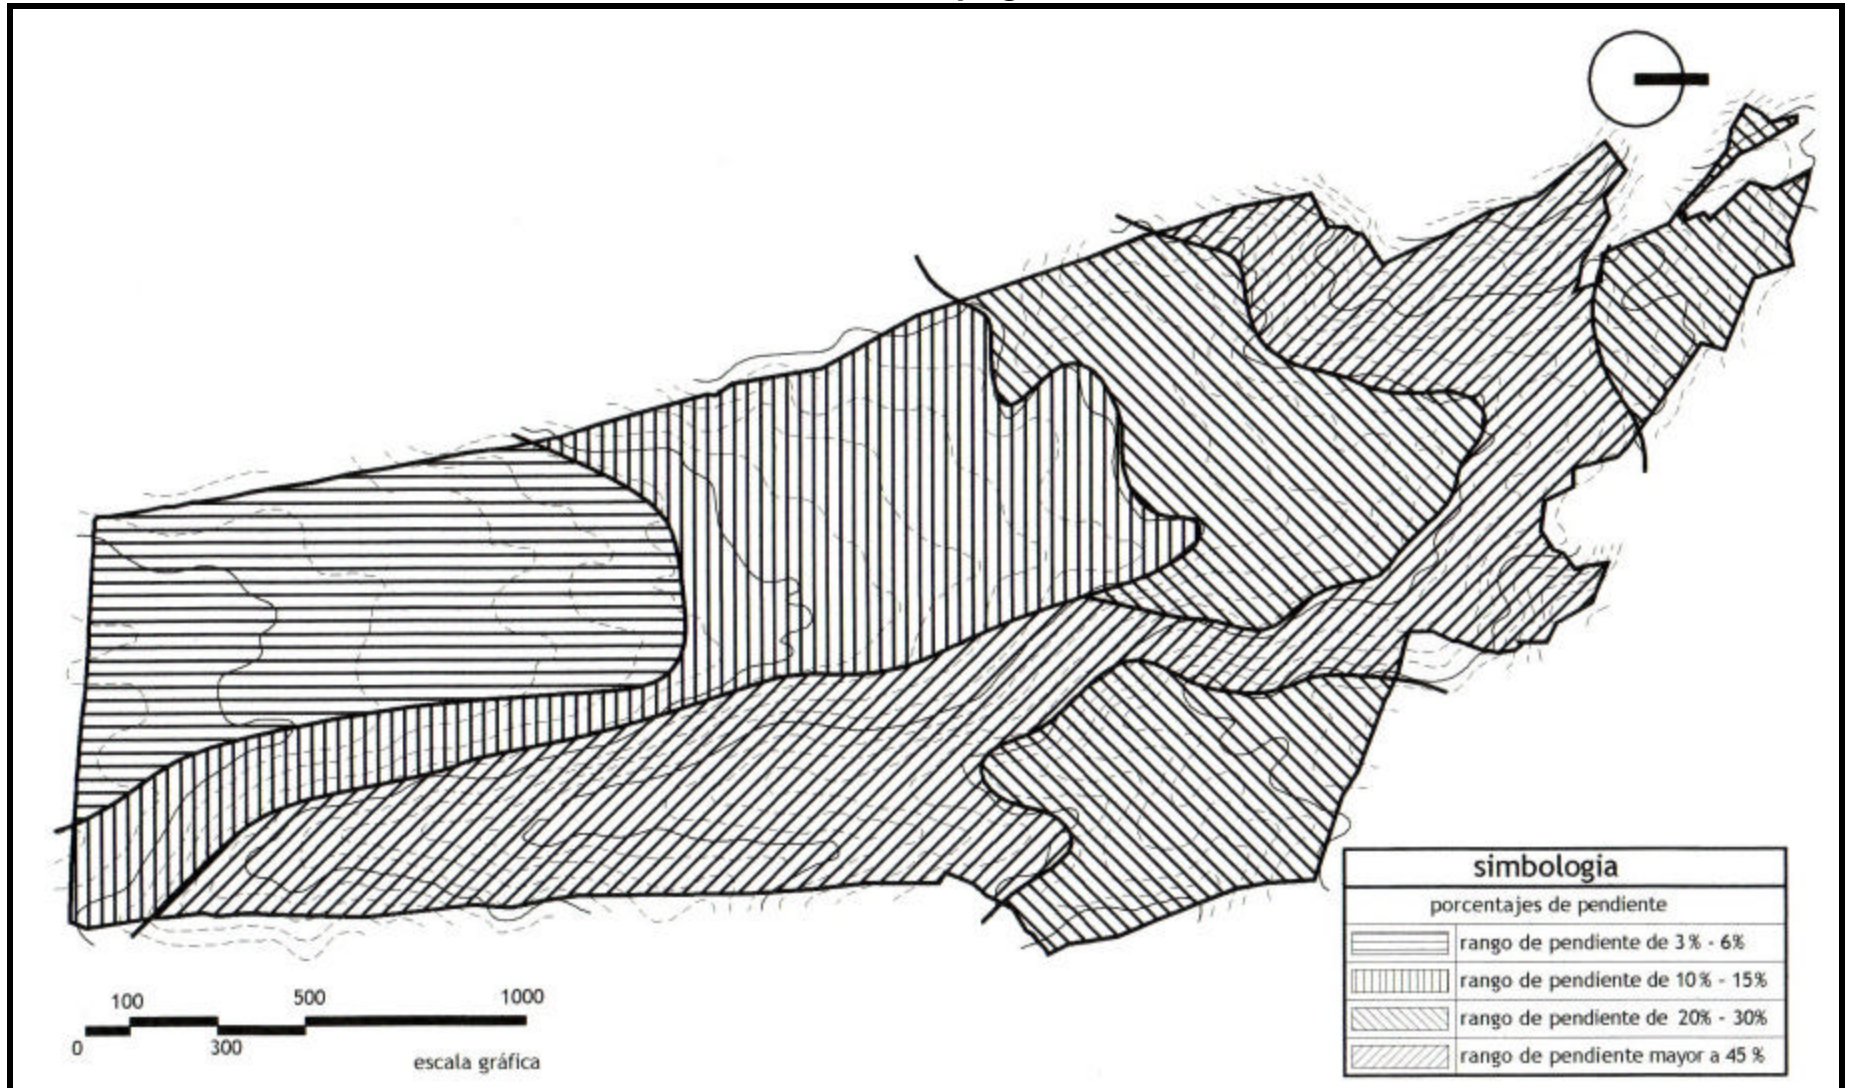 100 500 1000
0 300
escala gráfica
simbologia
porcentajes de pendiente
rango de pendiente de 3% - 6%
rango de pendiente de 10% - 15%
rango de pendiente de 20% - 30%
rango de pendiente mayor a 45 %